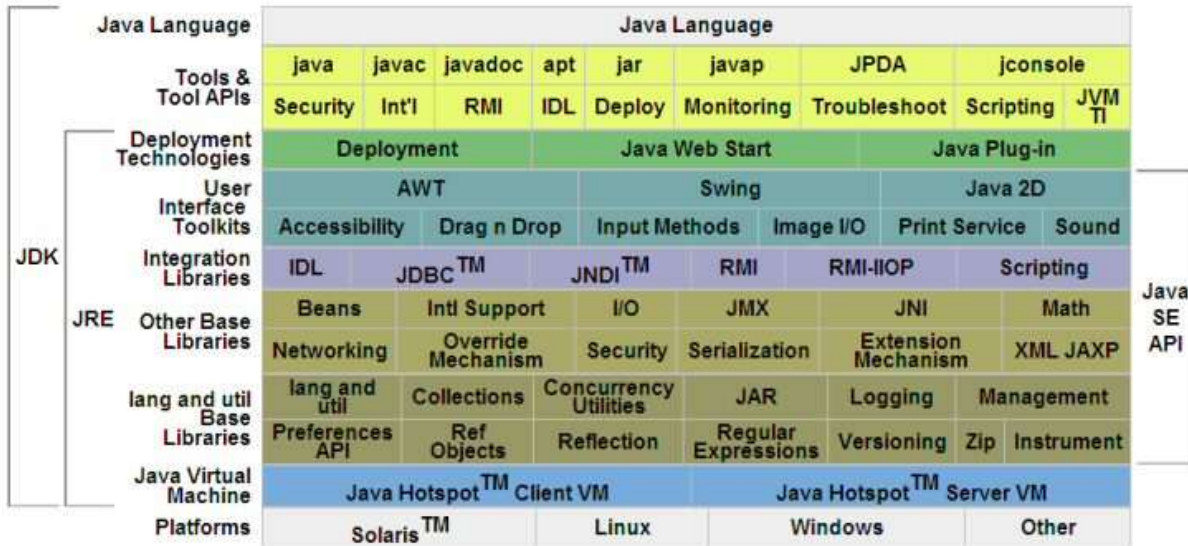 Java Language Java Language
Tools & Tool APIs java javac javadoc apt jar javap JPDA jconsole
Security Int'l RMI IDL Deploy Monitoring Troubleshoot Scripting JVM TI
Deployment Technologies Deployment Java Web Start Java Plug-in
User Interface Toolkits AWT Swing Java 2D
Accessibility Drag n Drop Input Methods Image I/O Print Service Sound
Integration Libraries IDL JDBC™ JNDI™ RMI RMI-IIOP Scripting
Other Base Libraries Beans Intl Support I/O JMX JNI Math
Networking Override Mechanism Security Serialization Extension Mechanism XML JAXP
lang and util Base Libraries lang and util Collections Concurrency Utilities JAR Logging Management
Preferences API Ref Objects Reflection Regular Expressions Versioning Zip Instrument
Java Virtual Machine Java Hotspot™ Client VM Java Hotspot™ Server VM
Platforms Solaris™ Linux Windows Other
JDK
JRE
Java SE API